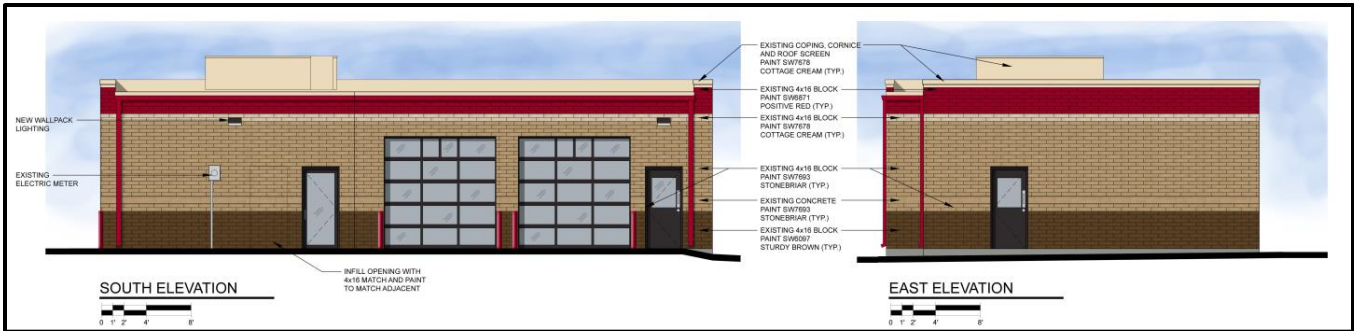 NEW WALLPACK
LIGHTING
EXISTING
ELECTRIC METER
INFILL OPENING WITH
4x16 MATCH AND PAINT
TO MATCH ADJACENT
SOUTH ELEVATION
0 1' 2' 4' 8'
EXISTING COPING, CORNICE
AND ROOF SCREEN
PAINT SW7678
COTTAGE CREAM (TYP.)
EXISTING 4x16 BLOCK
PAINT SW6871
POSITIVE RED (TYP.)
EXISTING 4x16 BLOCK
PAINT SW7678
COTTAGE CREAM (TYP.)
EXISTING 4x16 BLOCK
PAINT SW7693
STONEBRIAR (TYP.)
EXISTING CONCRETE
PAINT SW7693
STONEBRIAR (TYP.)
EXISTING 4x16 BLOCK
PAINT SW6097
STURDY BROWN (TYP.)
EAST ELEVATION
0 1' 2' 4' 8'